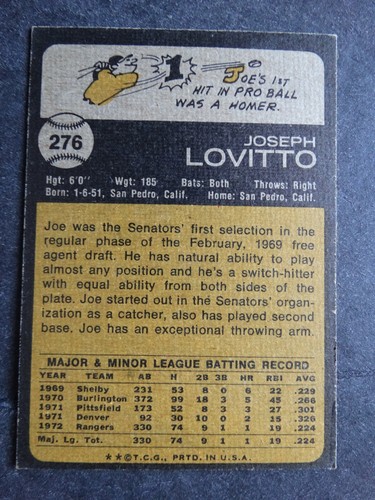 1
JOE'S 1ST
HIT IN PRO BALL
WAS A HOMER.
276
JOSEPH
LOVITTO
Hgt: 6'0" Wgt: 185 Bats: Both Throws: Right
Born: 1-6-51, San Pedro, Calif. Home: San Pedro, Calif.
Joe was the Senators' first selection in the
regular phase of the February, 1969 free
agent draft. He has natural ability to play
almost any position and he's a switch-hitter
with equal ability from both sides of the
plate. Joe started out in the Senators' organ-
ization as a catcher, also has played second
base. Joe has an exceptional throwing arm.
MAJOR & MINOR LEAGUE BATTING RECORD
YEAR TEAM AB H 2B 3B HR RBI AVG
1969 Shelby 231 53 8 0 6 22 .229
1970 Burlington 372 99 18 3 5 45 .266
1971 Pittsfield 173 52 8 3 3 27 .301
1971 Denver 92 30 10 0 2 15 .326
1972 Rangers 330 74 9 1 1 19 .224
Maj. Lg. Tot. 330 74 9 1 1 19 .224
**©T.C.G., PRTD. IN U.S.A.